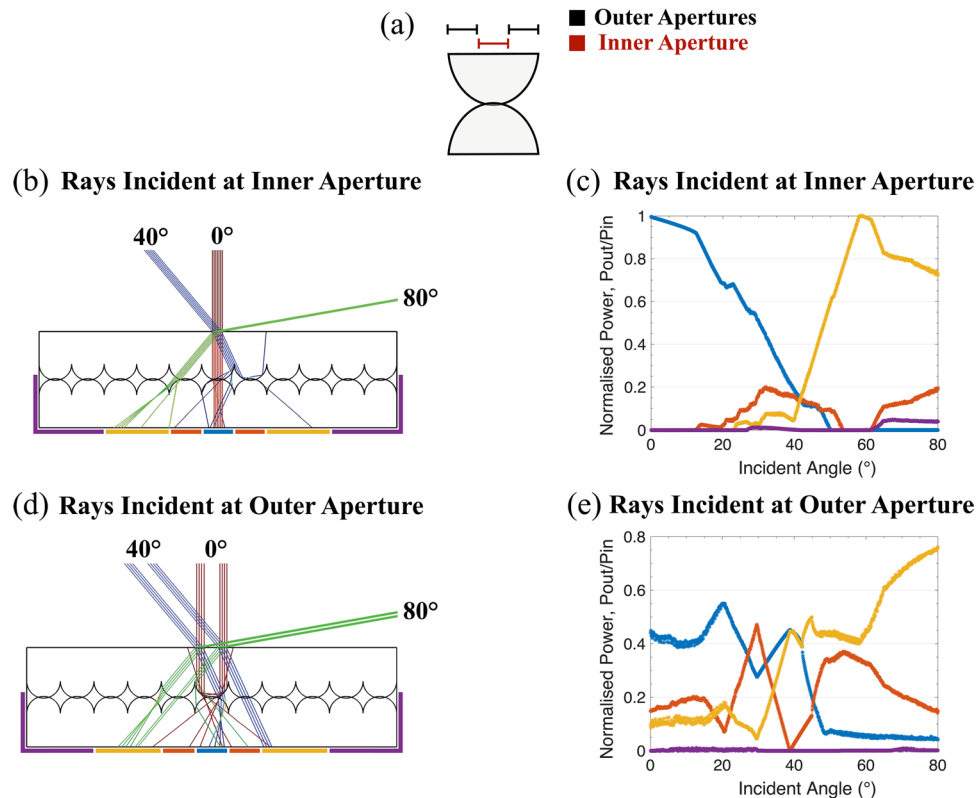 (a)
Outer Apertures
Inner Aperture
(b) Rays Incident at Inner Aperture
40°
0°
80°
(c) Rays Incident at Inner Aperture
Normalised Power, Pout/Pin
1
0.8
0.6
0.4
0.2
0
0 20 40 60 80
Incident Angle (°)
(d) Rays Incident at Outer Aperture
40°
0°
80°
(e) Rays Incident at Outer Aperture
Normalised Power, Pout/Pin
0.8
0.6
0.4
0.2
0
0 20 40 60 80
Incident Angle (°)